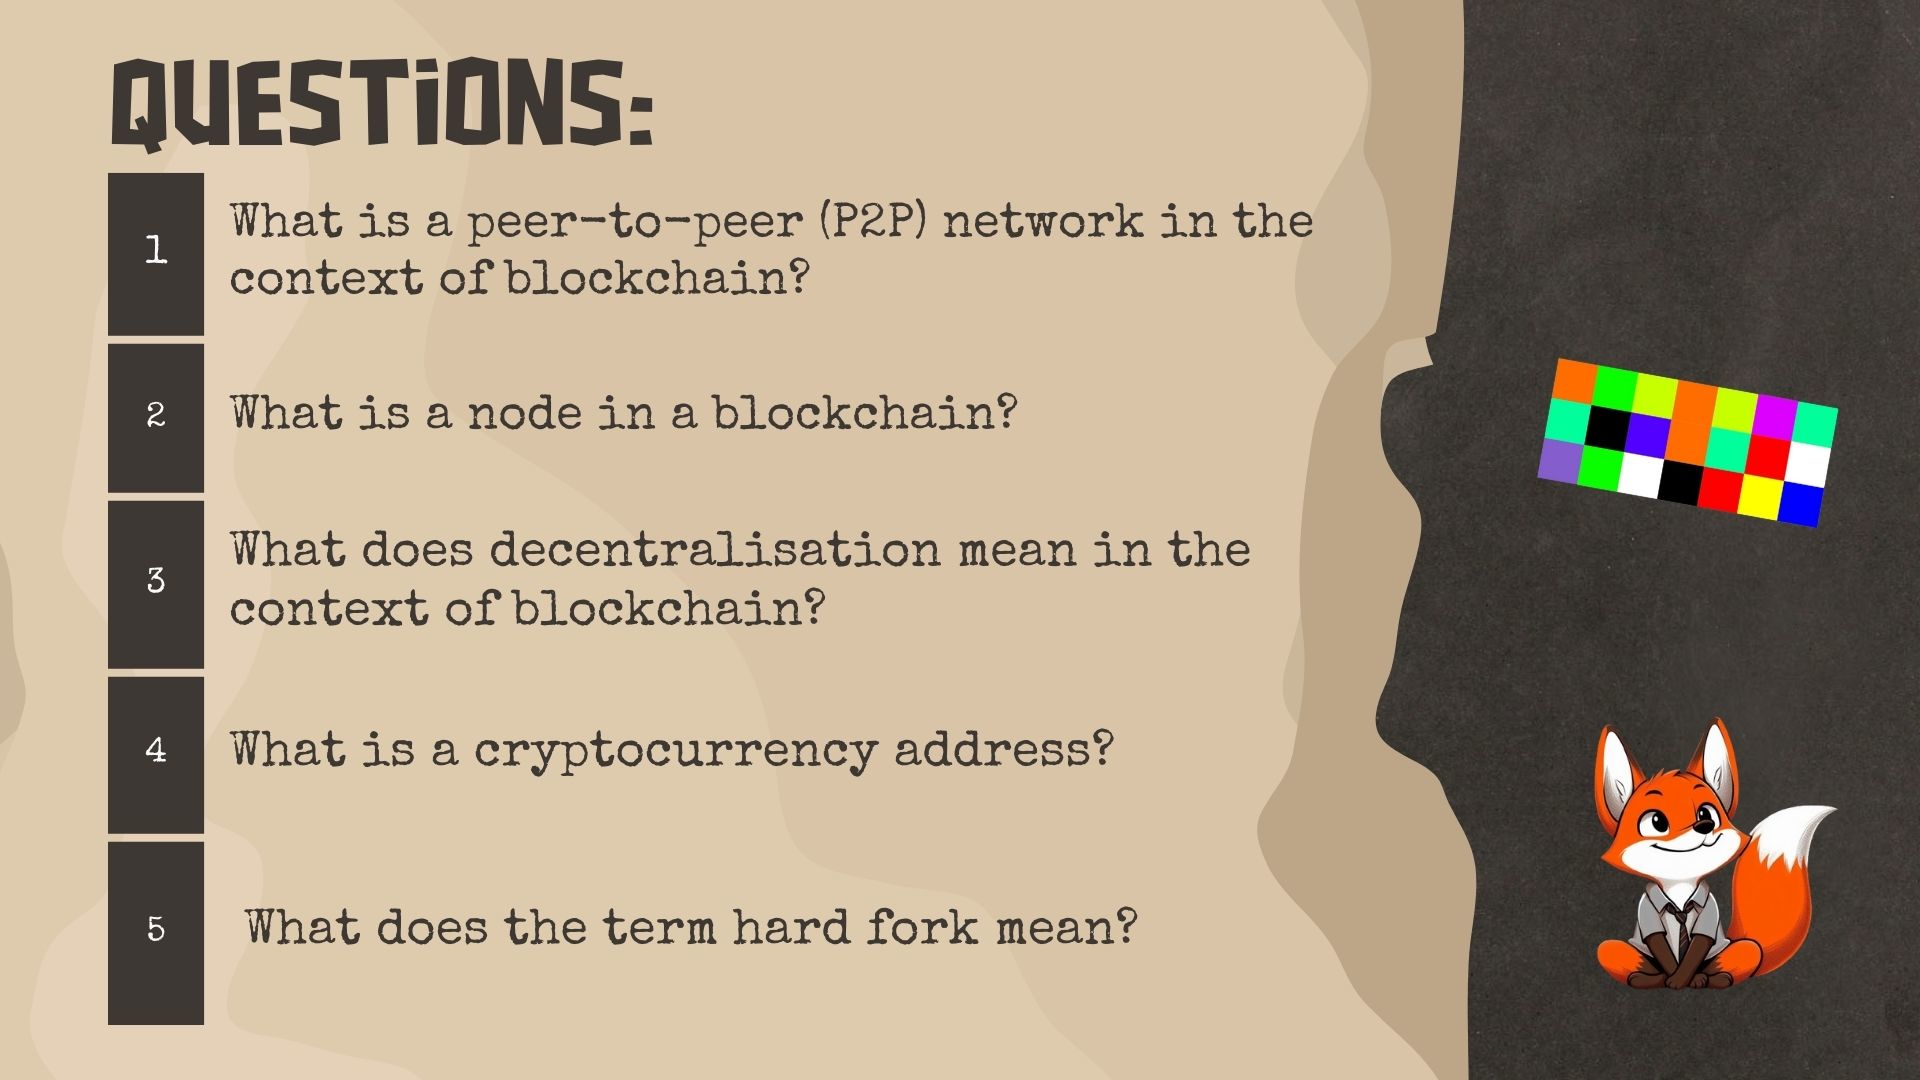 QUESTiONS:
1
What is a peer-to-peer (P2P) network in the
context of blockchain?
2
What is a node in a blockchain?
3
What does decentralisation mean in the
context of blockchain?
4
What is a cryptocurrency address?
5
What does the term hard fork mean?